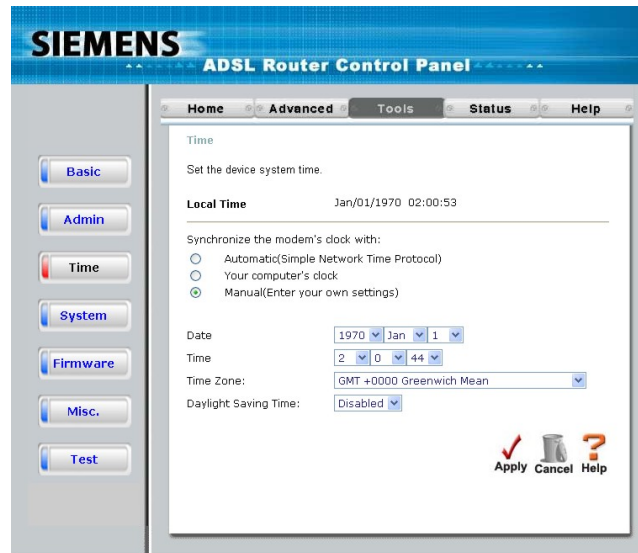 SIEMENS
ADSL Router Control Panel
Home Advanced Tools Status Help
Basic
Admin
Time
System
Firmware
Misc.
Test
Time
Set the device system time.
Local Time Jan/01/1970 02:00:53
Synchronize the modem's clock with:
Automatic(Simple Network Time Protocol)
Your computer's clock
Manual(Enter your own settings)
Date 1970 Jan 1
Time 2 0 44
Time Zone: GMT +0000 Greenwich Mean
Daylight Saving Time: Disabled
Apply Cancel Help